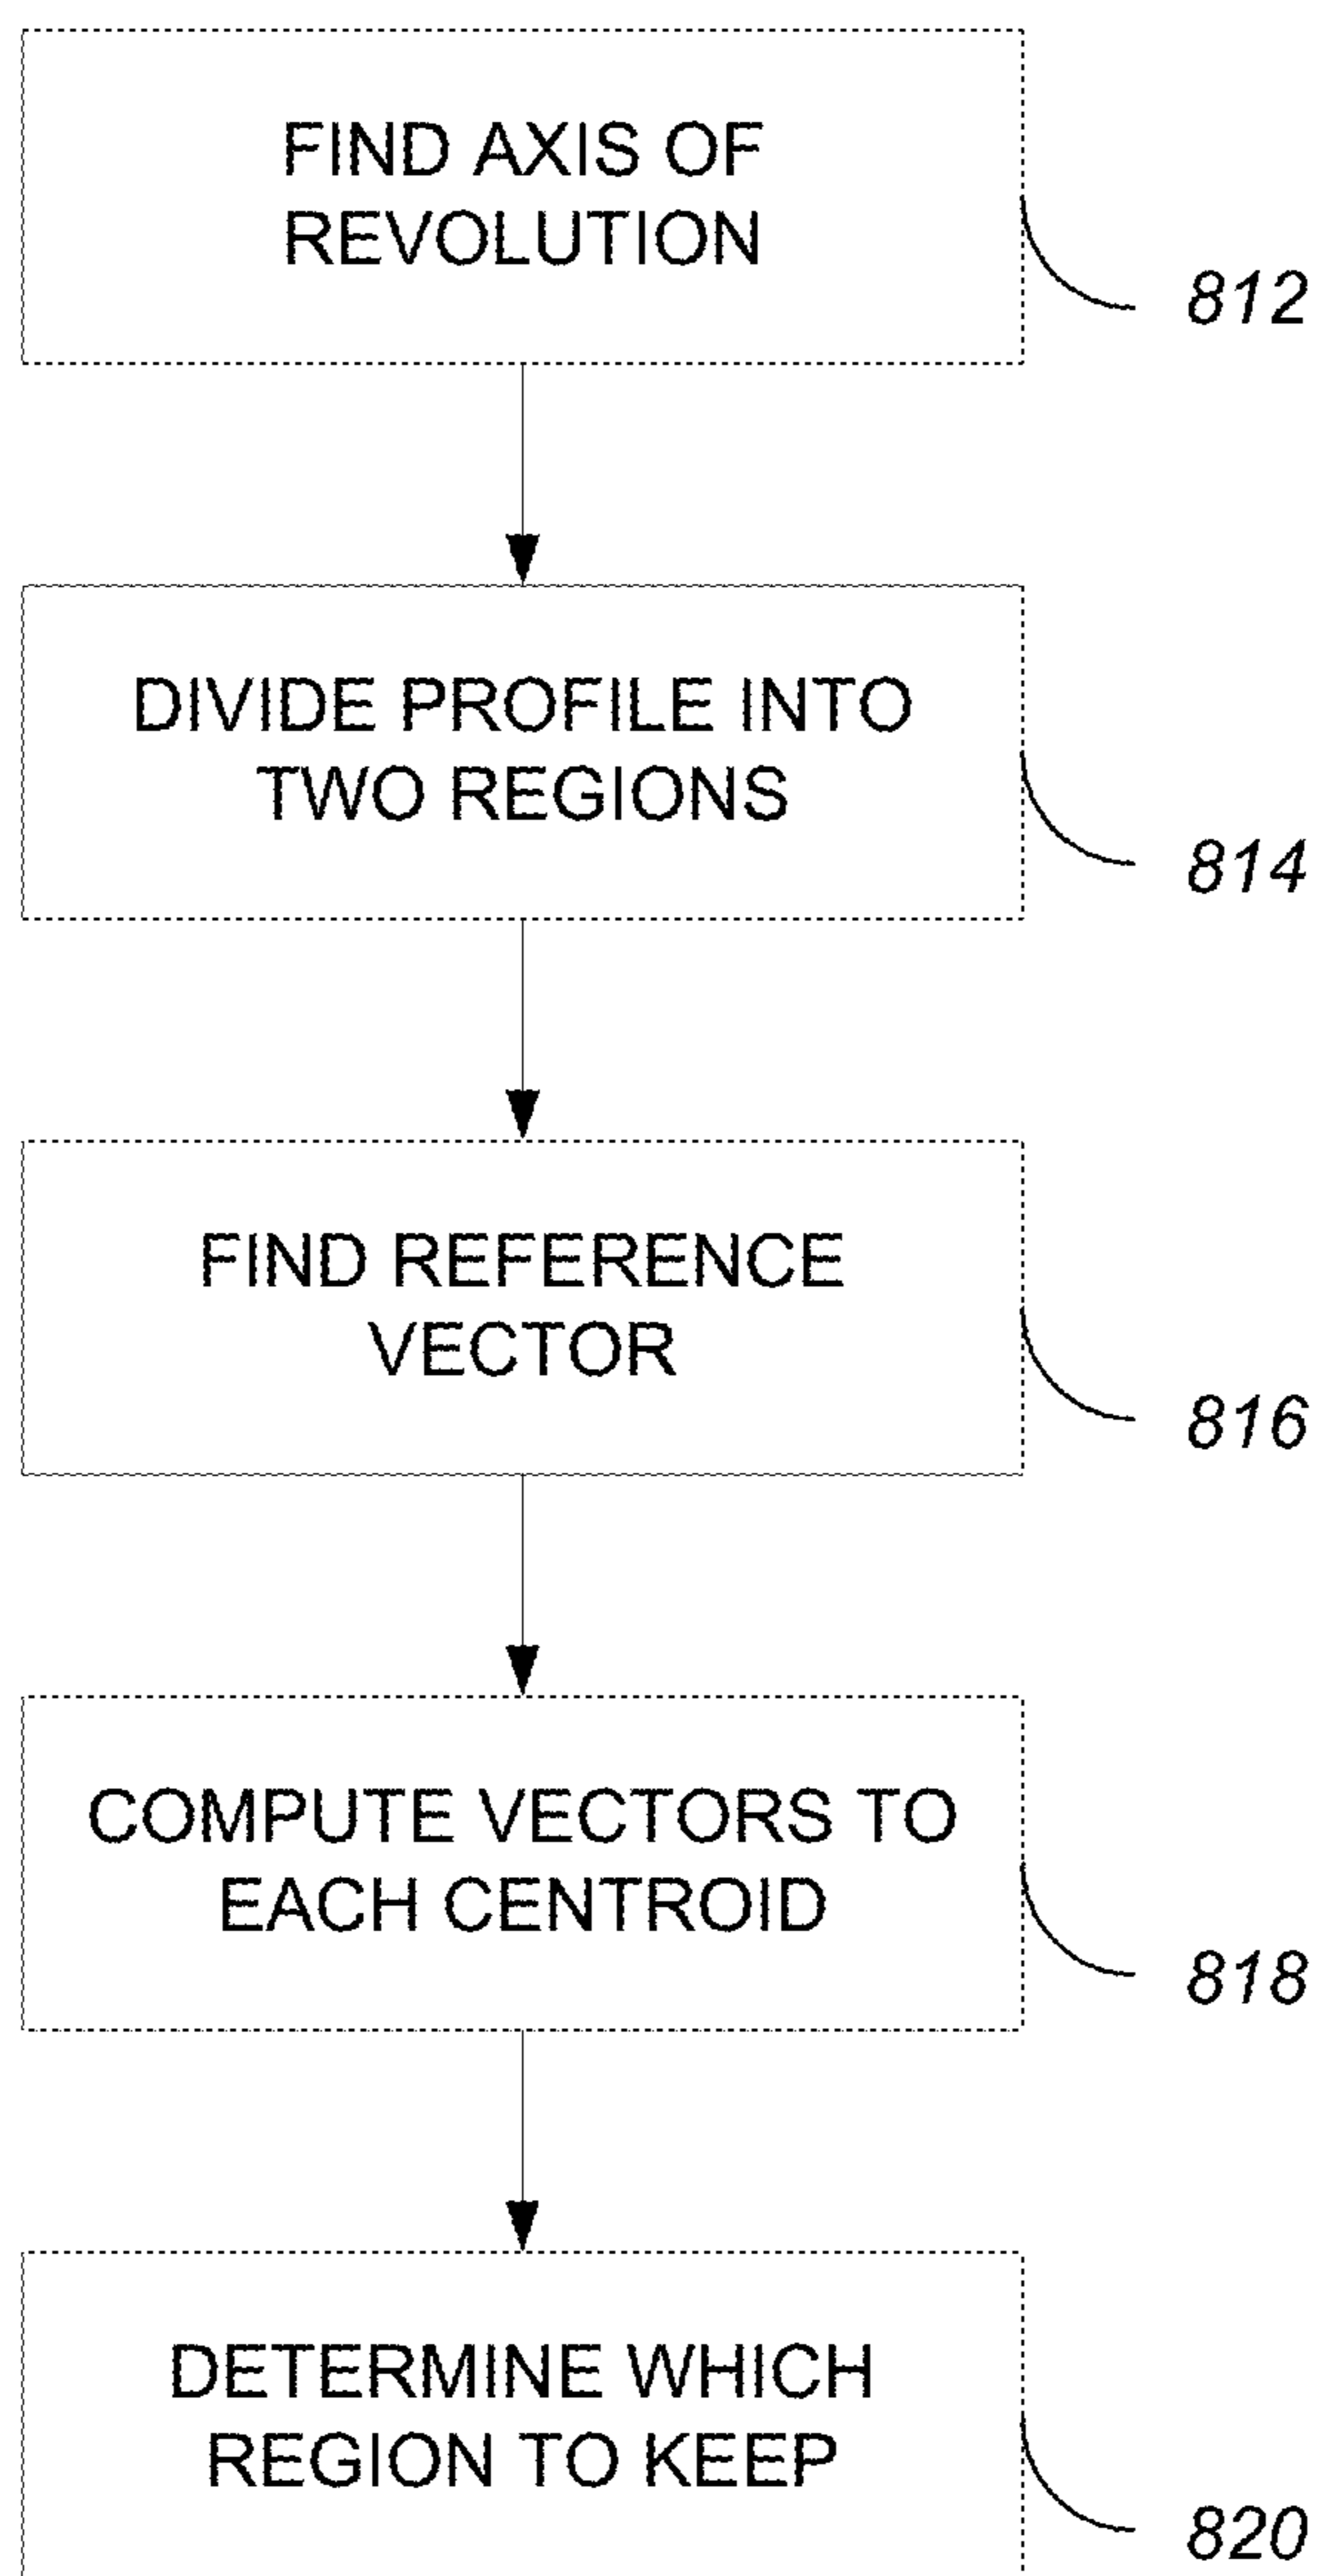 FIND AXIS OF
REVOLUTION
812
DIVIDE PROFILE INTO
TWO REGIONS
814
FIND REFERENCE
VECTOR
816
COMPUTE VECTORS TO
EACH CENTROID
818
DETERMINE WHICH
REGION TO KEEP
820